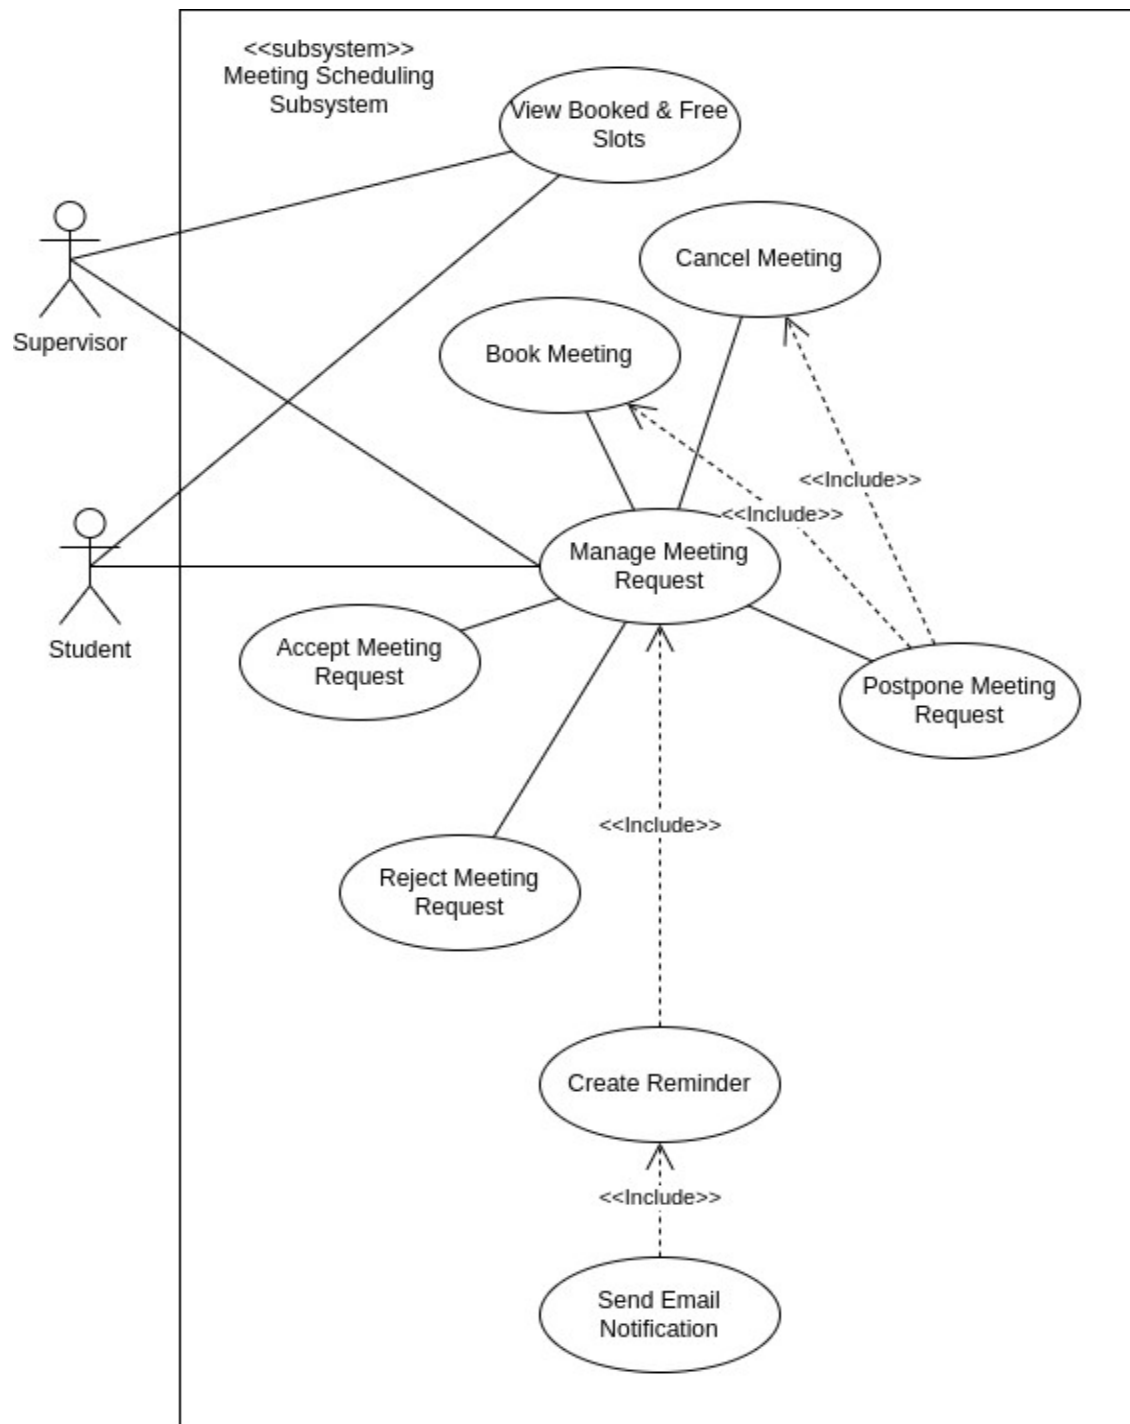 <<subsystem>>
Meeting Scheduling
Subsystem
View Booked & Free
Slots
Cancel Meeting
Supervisor
Book Meeting
<<Include>>
<<Include>>
Manage Meeting
Request
Student
Accept Meeting
Request
Postpone Meeting
Request
<<Include>>
Reject Meeting
Request
Create Reminder
<<Include>>
Send Email
Notification